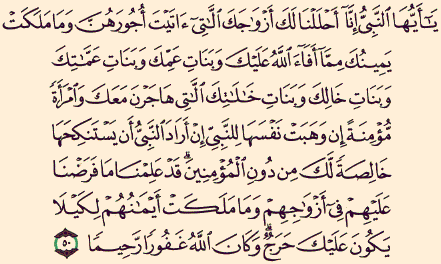 يَٰٓأَيُّهَا ٱلنَّبِىُّ إِنَّآ أَحْلَلْنَا لَكَ أَزْوَٰجَكَ ٱلَّٰتِىٓ ءَاتَيْتَ أُجُورَهُنَّ وَمَا مَلَكَتْ
يَمِينُكَ مِمَّآ أَفَآءَ ٱللَّهُ عَلَيْكَ وَبَنَاتِ عَمِّكَ وَبَنَاتِ عَمَّٰتِكَ
وَبَنَاتِ خَالِكَ وَبَنَاتِ خَٰلَٰتِكَ ٱلَّٰتِى هَاجَرْنَ مَعَكَ وَٱمْرَأَةً
مُّؤْمِنَةً إِن وَهَبَتْ نَفْسَهَا لِلنَّبِىِّ إِنْ أَرَادَ ٱلنَّبِىُّ أَن يَسْتَنكِحَهَا
خَالِصَةً لَّكَ مِن دُونِ ٱلْمُؤْمِنِينَ ۗ قَدْ عَلِمْنَا مَا فَرَضْنَا
عَلَيْهِمْ فِىٓ أَزْوَٰجِهِمْ وَمَا مَلَكَتْ أَيْمَٰنُهُمْ لِكَيْلَا
يَكُونَ عَلَيْكَ حَرَجٌ ۗ وَكَانَ ٱللَّهُ غَفُورًا رَّحِيمًا ٥٠